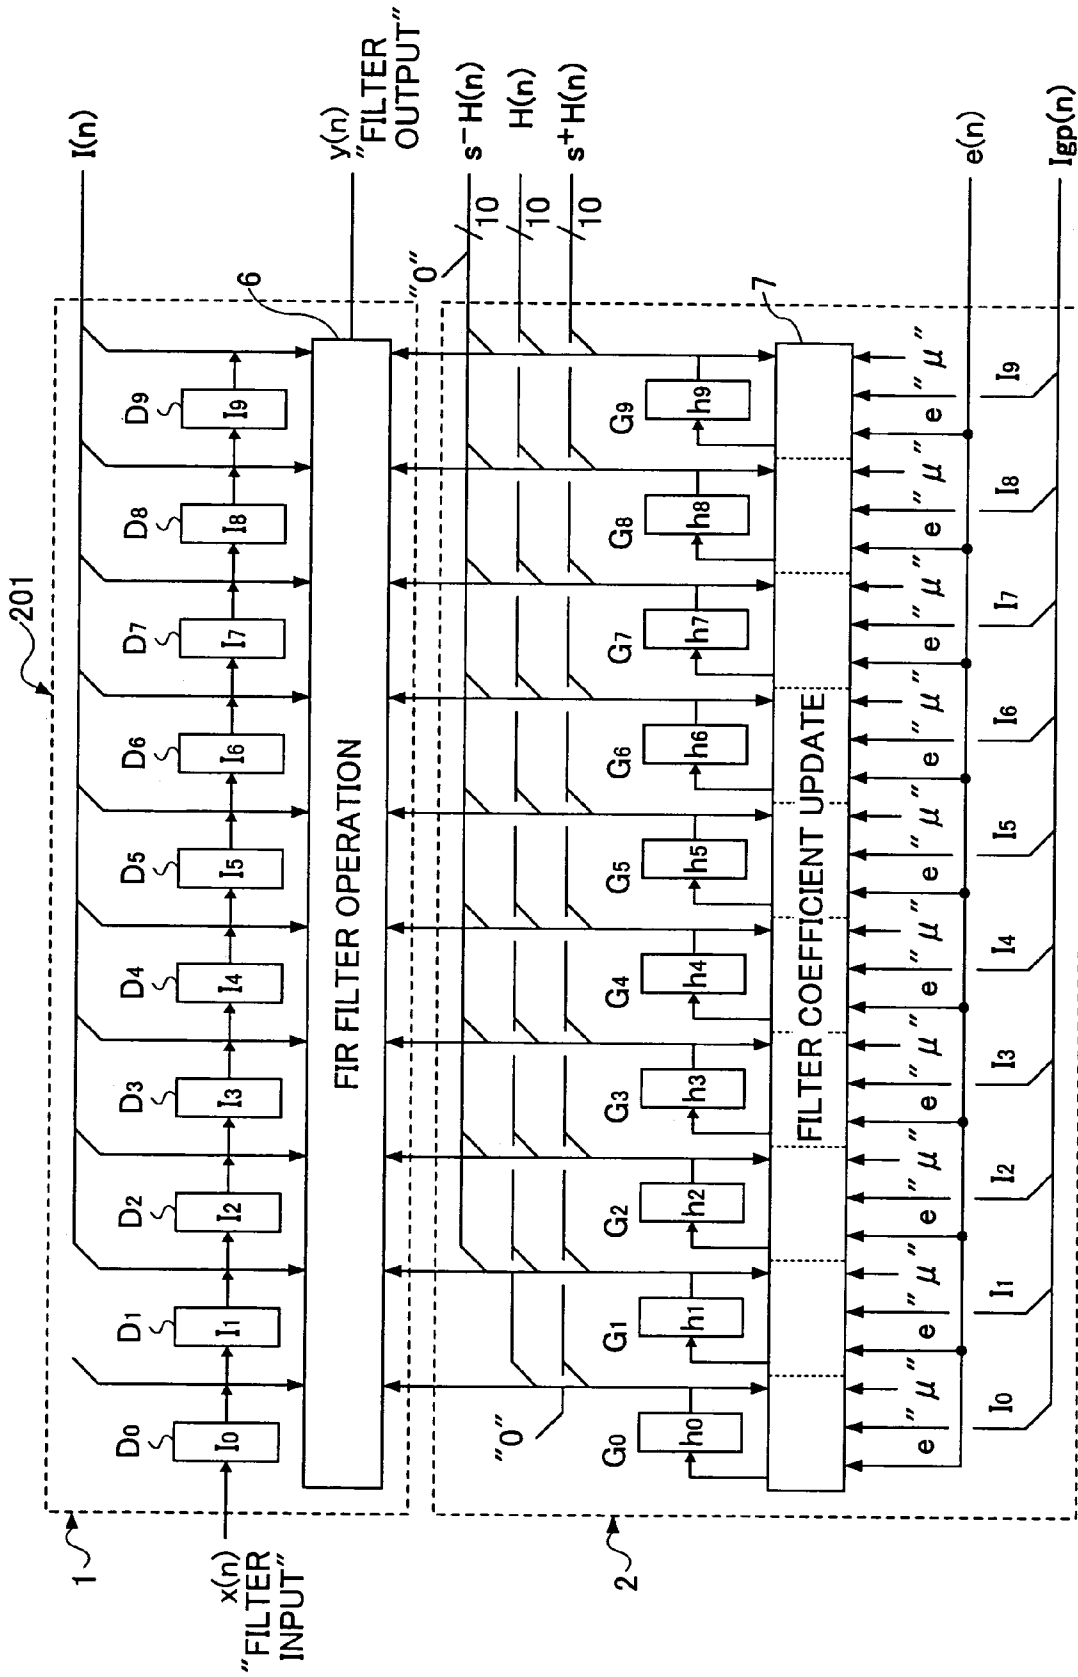 201
1
I(n)
D0 D1 D2 D3 D4 D5 D6 D7 D8 D9
x(n)
"FILTER
INPUT"
I0 I1 I2 I3 I4 I5 I6 I7 I8 I9
6
FIR FILTER OPERATION
y(n)
"FILTER
OUTPUT"
2
"0"
s-H(n)
10
H(n)
10
s+H(n)
10
"0"
G0 G1 G2 G3 G4 G5 G6 G7 G8 G9
h0 h1 h2 h3 h4 h5 h6 h7 h8 h9
7
FILTER COEFFICIENT UPDATE
e "μ" e "μ" e "μ" e "μ" e "μ" e "μ" e "μ" e "μ" e "μ" e "μ"
e(n)
I0 I1 I2 I3 I4 I5 I6 I7 I8 I9
Igp(n)